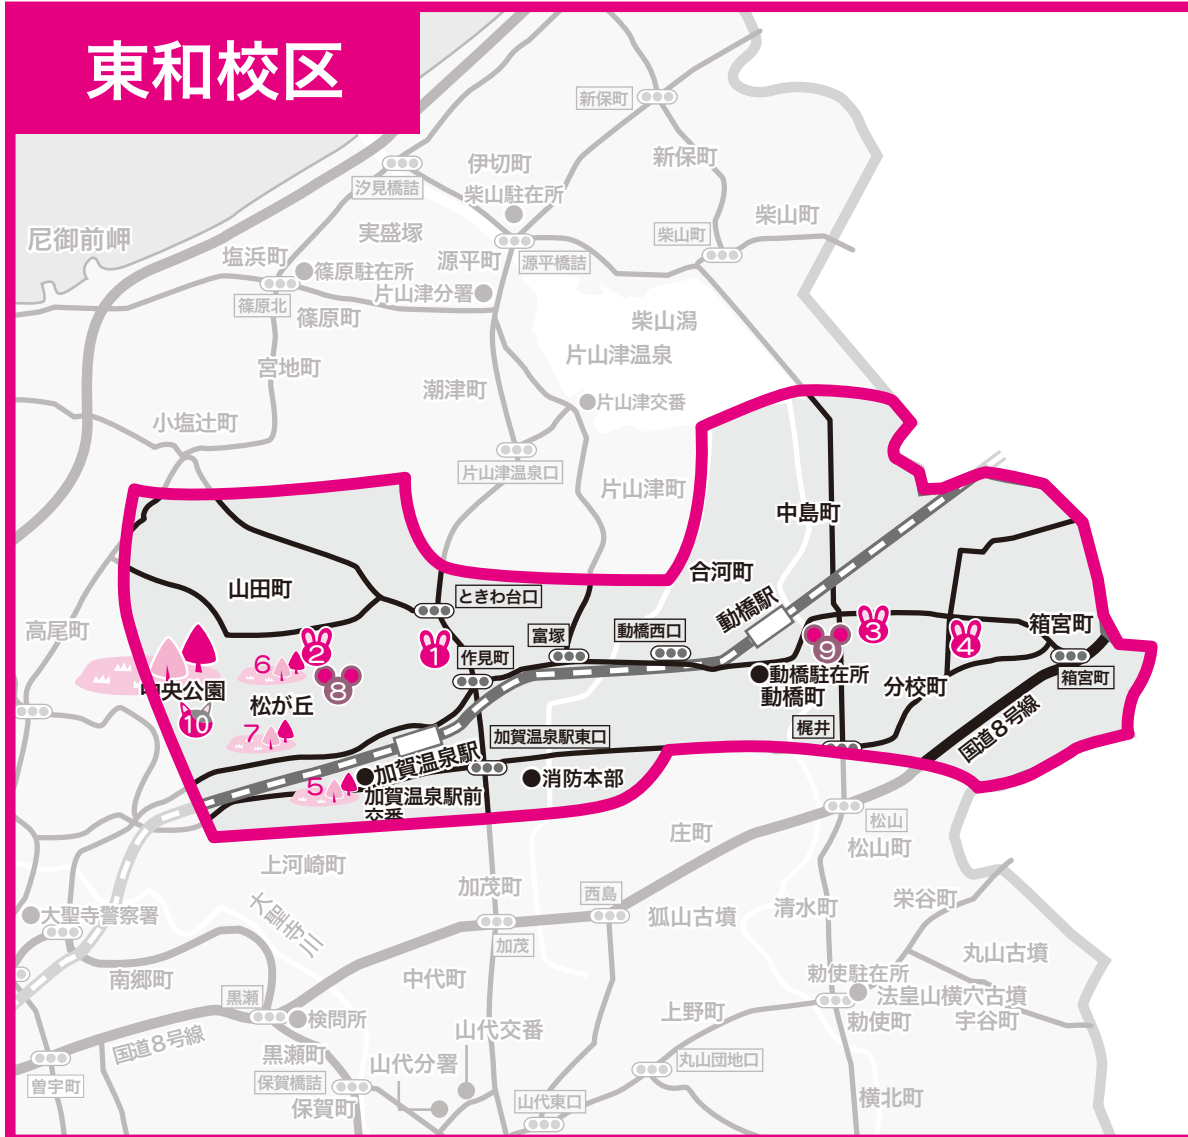 東和校区
新保町
伊切町
新保町
汐見橋詰
柴山駐在所
柴山町
実盛塚
柴山町
尼御前岬
塩浜町
源平町
源平橋詰
篠原駐在所
片山津分署
篠原北
篠原町
柴山潟
宮地町
片山津温泉
潮津町
片山津交番
小塩辻町
片山津温泉口
片山津町
中島町
合河町
山田町
ときわ台口
動橋駅
高尾町
富塚
動橋西口
箱宮町
1
2
3
4
作見町
9
6
動橋駐在所
箱宮町
中央公園
8
松が丘
動橋町
分校町
10
7
加賀温泉駅東口
梶井
国道8号線
加賀温泉駅
消防本部
5
加賀温泉駅前
交番
松山
庄町
松山町
上河崎町
加茂町
西島
栄谷町
大聖寺川
大聖寺警察署
狐山古墳
清水町
加茂
丸山古墳
南郷町
中代町
勅使駐在所
黒瀬
法皇山横穴古墳
検問所
上野町
勅使町
宇谷町
国道8号線
山代交番
黒瀬町
山代分署
丸山団地口
曽宇町
保賀橋詰
保賀町
山代東口
横北町